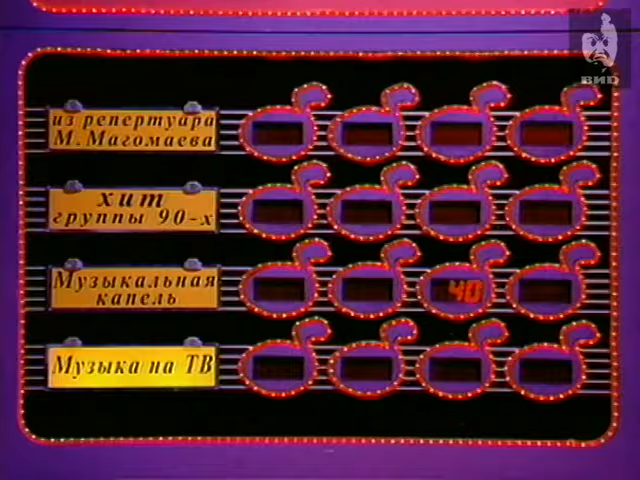 ВИD
из репертуара
М. Магомаева
хит
группы 90-х
Музыкальная
капель
40
Музыка на ТВ